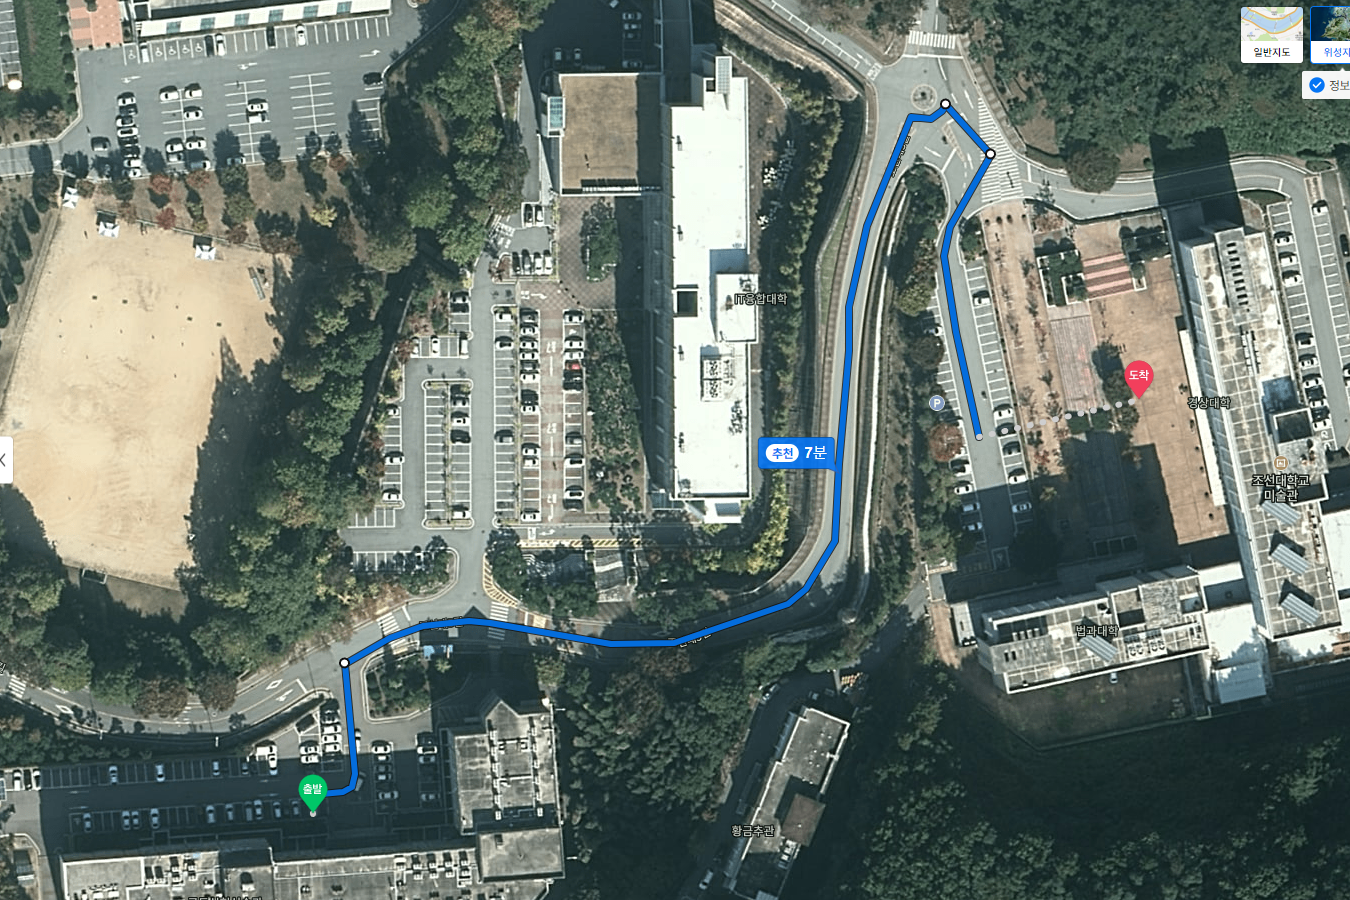 일반지도
위성지
정보
IT융합대학
도착
경상대학
P
추천 7분
조선대학교
미술관
법과대학
출발
황금추관